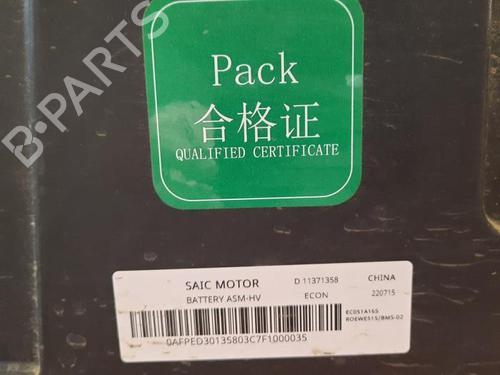 B-PARTS
Pack
合格证
QUALIFIED CERTIFICATE
SAIC MOTOR
D 11371358
CHINA
BATTERY ASM-HV
ECON
220715
EC051A165
ROEWE515/BMS-02
0AFPED30135803C7F1000035